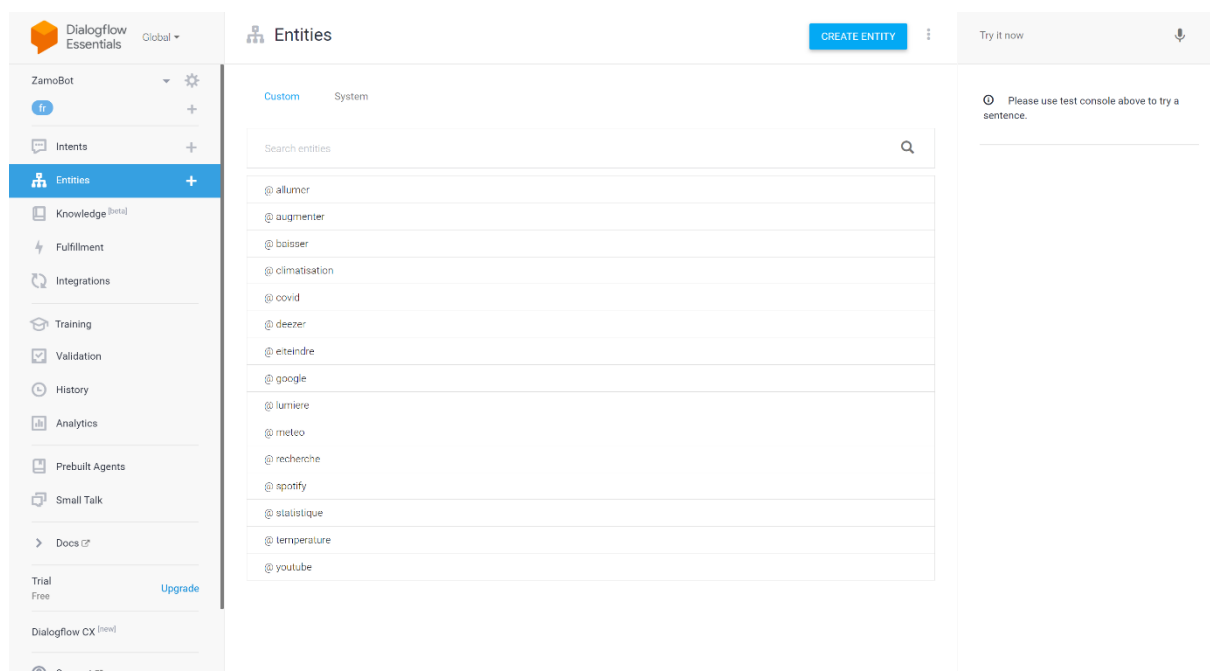 Dialogflow
Essentials
Global
Entities
CREATE ENTITY
Try it now
ZamoBot
fr
Custom
System
Please use test console above to try a
sentence.
Intents
Search entities
Entities
@ allumer
Knowledge [beta]
@ augmenter
@ baisser
Fulfillment
@ climatisation
Integrations
@ covid
@ deezer
Training
@ eiteindre
Validation
@ google
History
@ lumiere
Analytics
@ meteo
@ recherche
Prebuilt Agents
@ spotify
Small Talk
@ statistique
@ temperature
Docs
@ youtube
Trial
Free
Upgrade
Dialogflow CX [new]